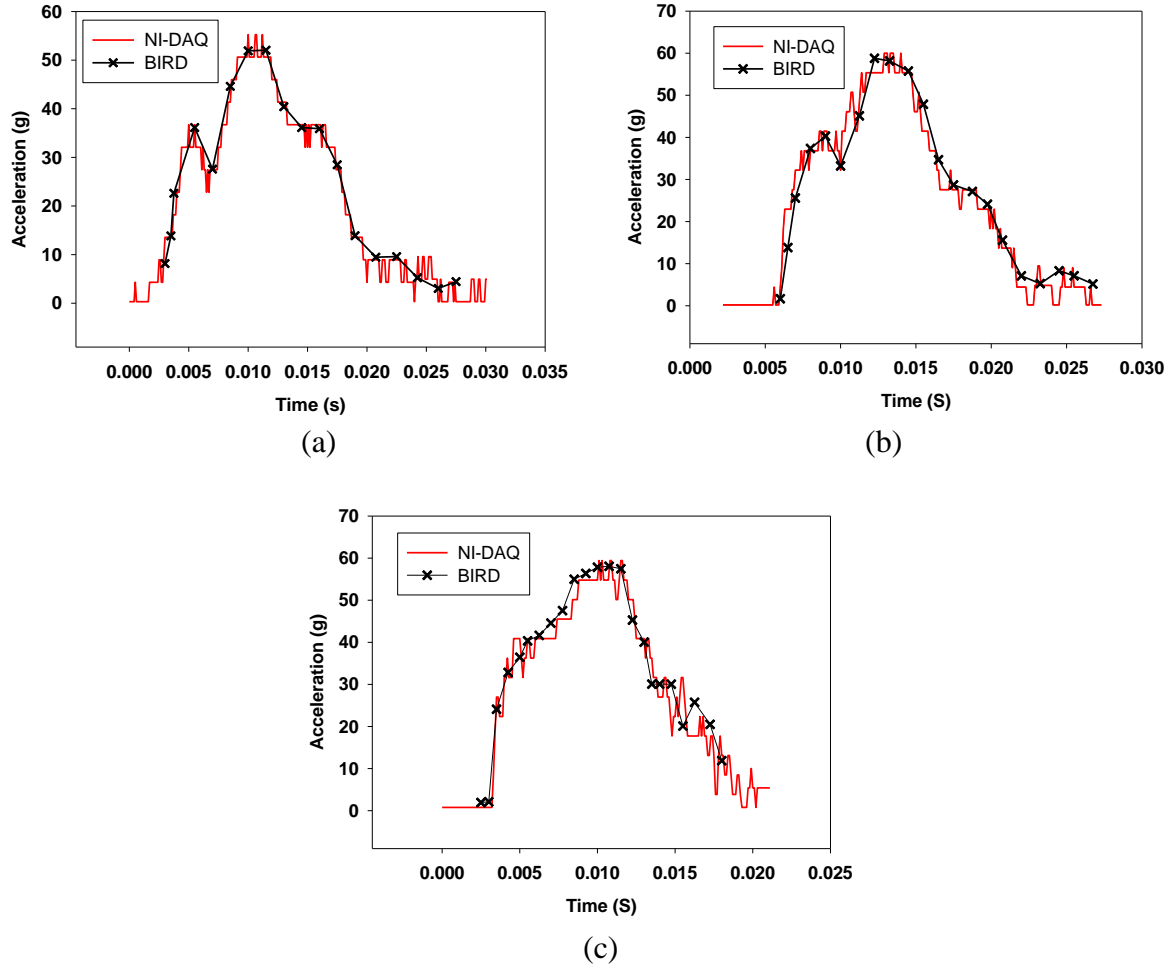 60
50
40
30
20
10
0
Acceleration (g)
NI-DAQ
BIRD
0.000 0.005 0.010 0.015 0.020 0.025 0.030 0.035
Time (s)
(a)
70
60
50
40
30
20
10
0
Acceleration (g)
NI-DAQ
BIRD
0.000 0.005 0.010 0.015 0.020 0.025 0.030
Time (S)
(b)
70
60
50
40
30
20
10
0
Acceleration (g)
NI-DAQ
BIRD
0.000 0.005 0.010 0.015 0.020 0.025
Time (S)
(c)